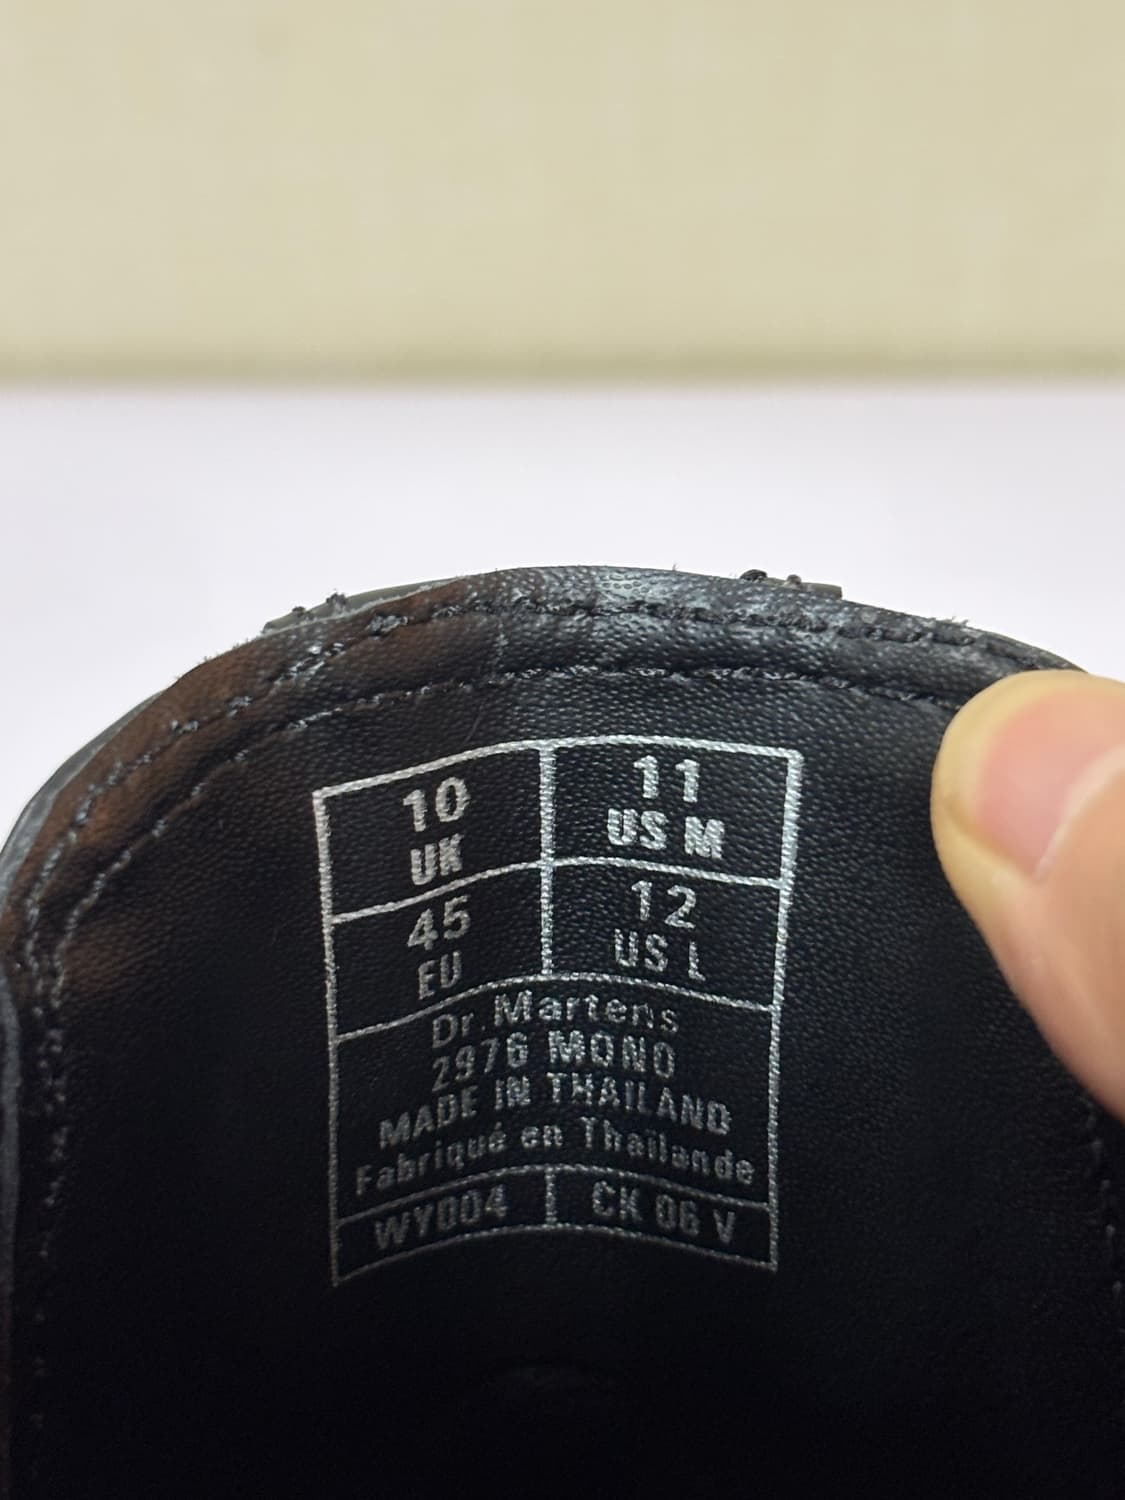 10 11
UK US M
45 12
EU US L
Dr. Martens
2976 MONO
MADE IN THAILAND
Fabriqué en Thaïlande
WY004 CK 06 V